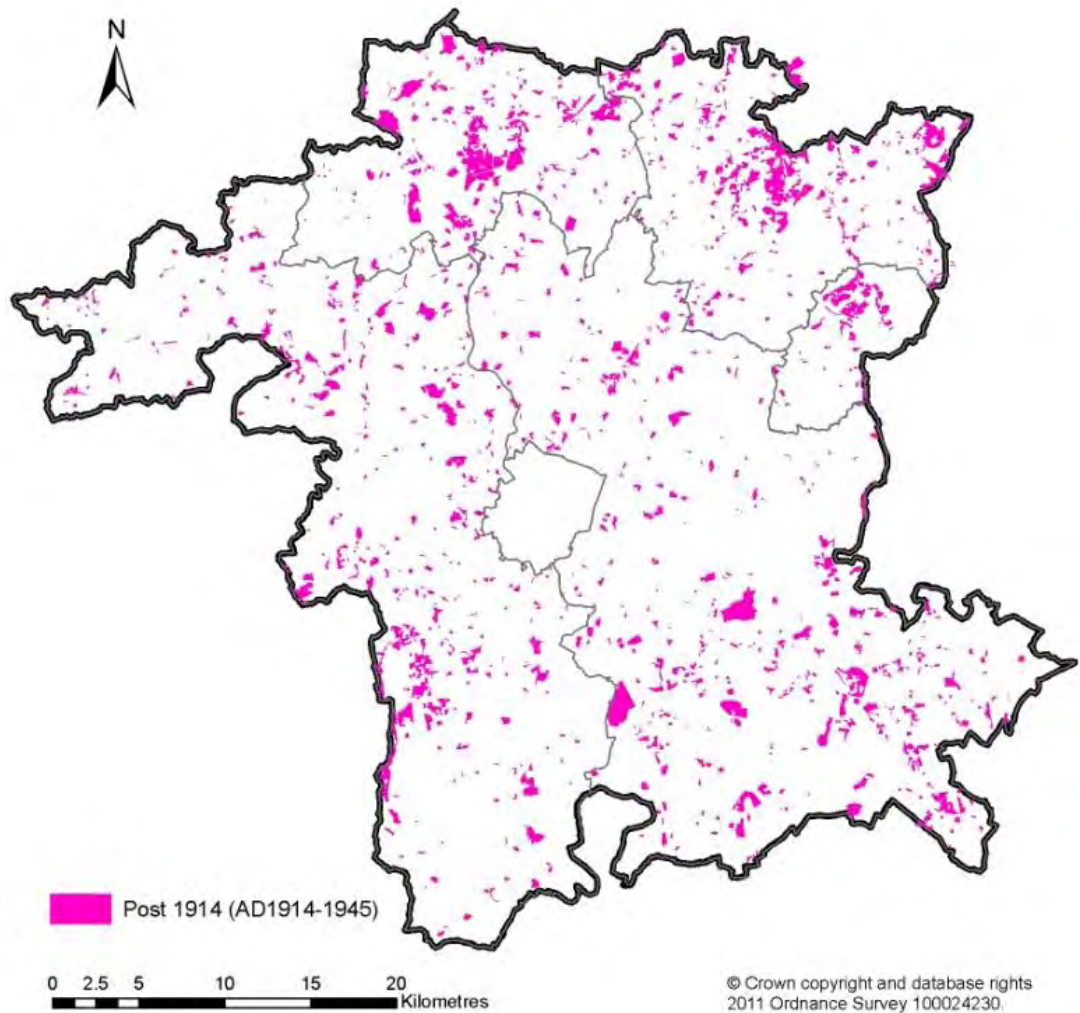 N
Post 1914 (AD1914-1945)
0 2.5 5 10 15 20
Kilometres
© Crown copyright and database rights
2011 Ordnance Survey 100024230.